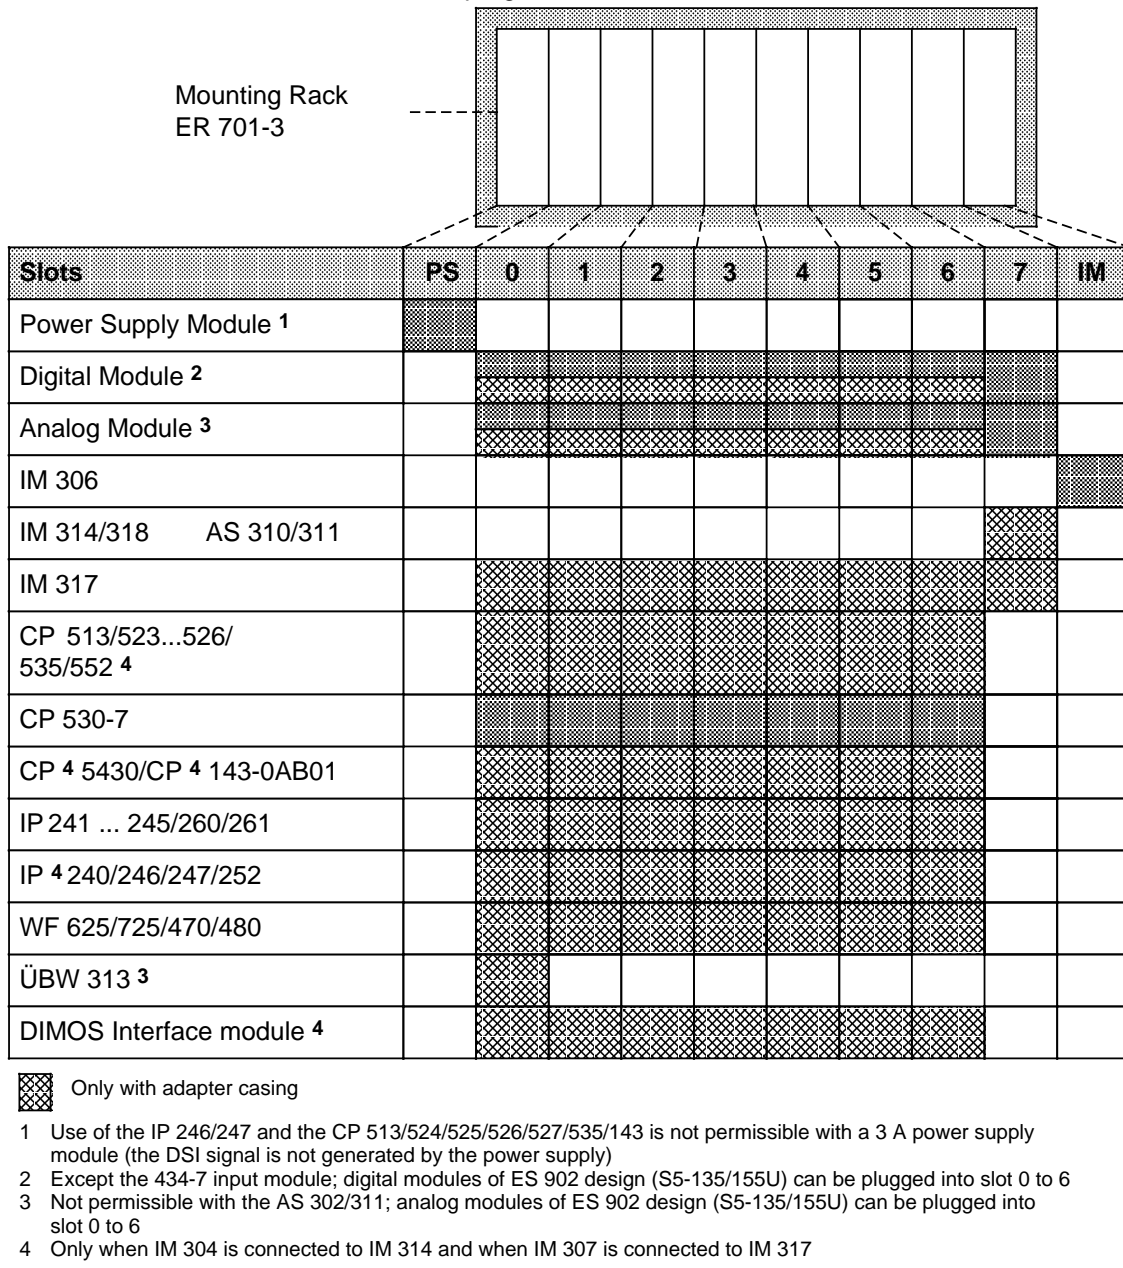 Mounting Rack
ER 701-3
Slots PS 0 1 2 3 4 5 6 7 IM
Power Supply Module 1
Digital Module 2
Analog Module 3
IM 306
IM 314/318 AS 310/311
IM 317
CP 513/523...526/
535/552 4
CP 530-7
CP 4 5430/CP 4 143-0AB01
IP 241 ... 245/260/261
IP 4 240/246/247/252
WF 625/725/470/480
ÜBW 313 3
DIMOS Interface module 4
Only with adapter casing
1 Use of the IP 246/247 and the CP 513/524/525/526/527/535/143 is not permissible with a 3 A power supply
module (the DSI signal is not generated by the power supply)
2 Except the 434-7 input module; digital modules of ES 902 design (S5-135/155U) can be plugged into slot 0 to 6
3 Not permissible with the AS 302/311; analog modules of ES 902 design (S5-135/155U) can be plugged into
slot 0 to 6
4 Only when IM 304 is connected to IM 314 and when IM 307 is connected to IM 317